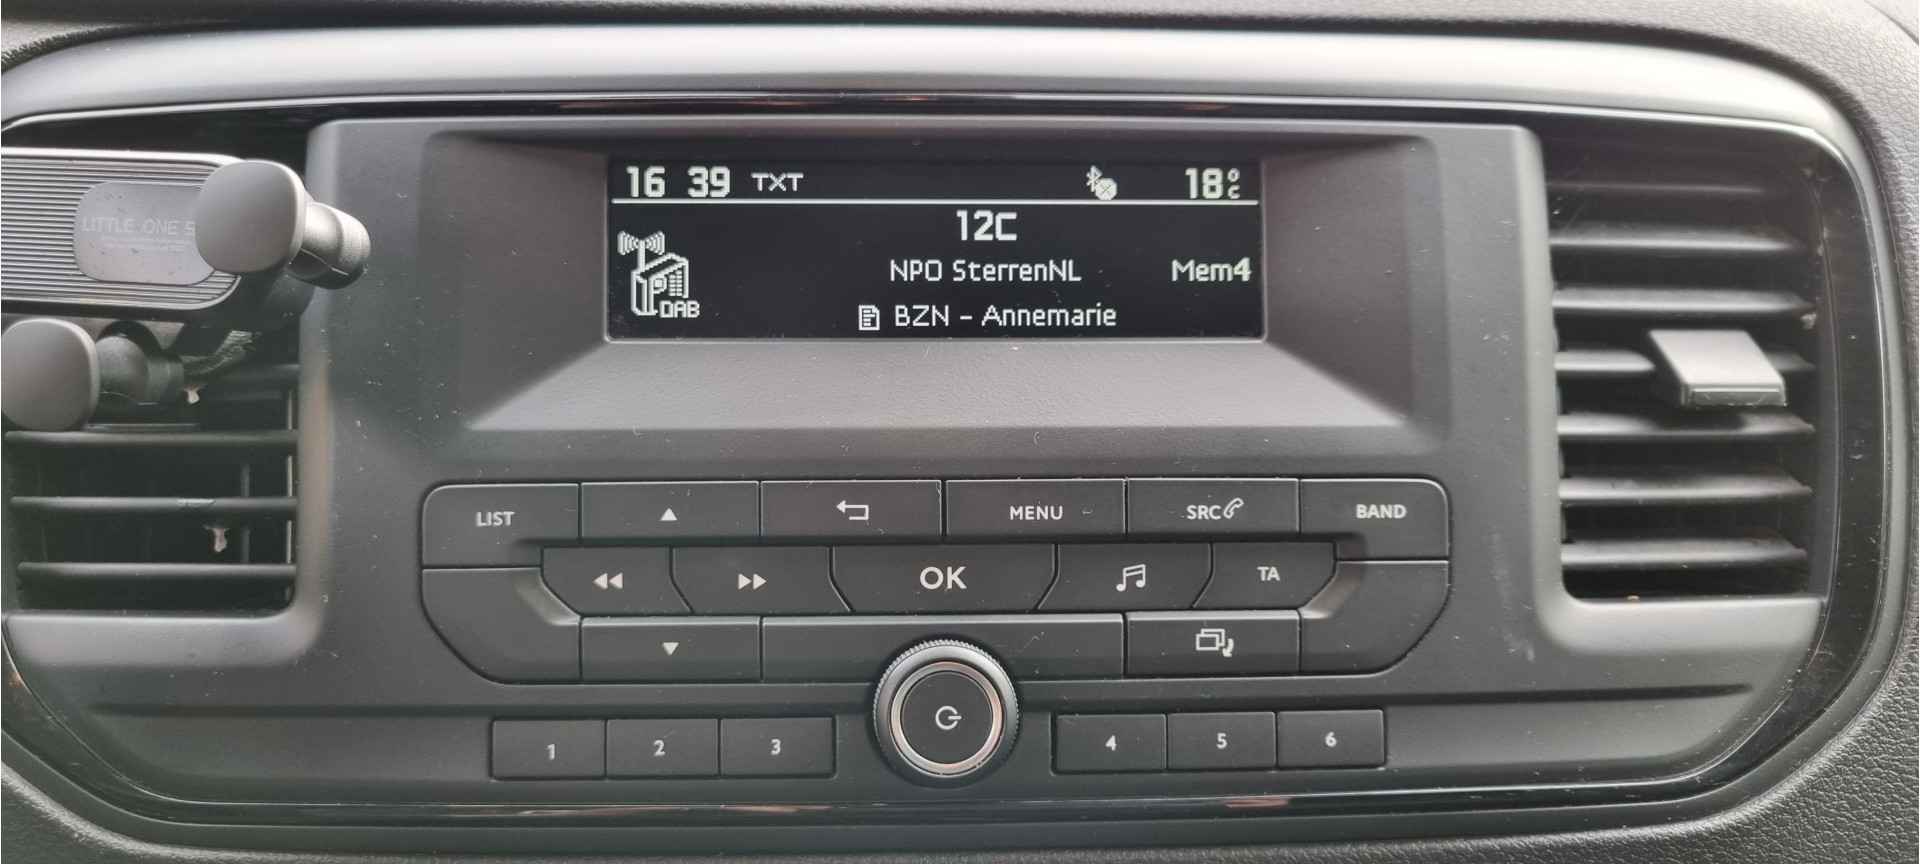 16 39 TXT 18°C
12C
NPO SterrenNL Mem4
DAB
BZN - Annemarie
LITTLE ONE 5
LIST MENU SRC BAND
OK TA
1 2 3 4 5 6